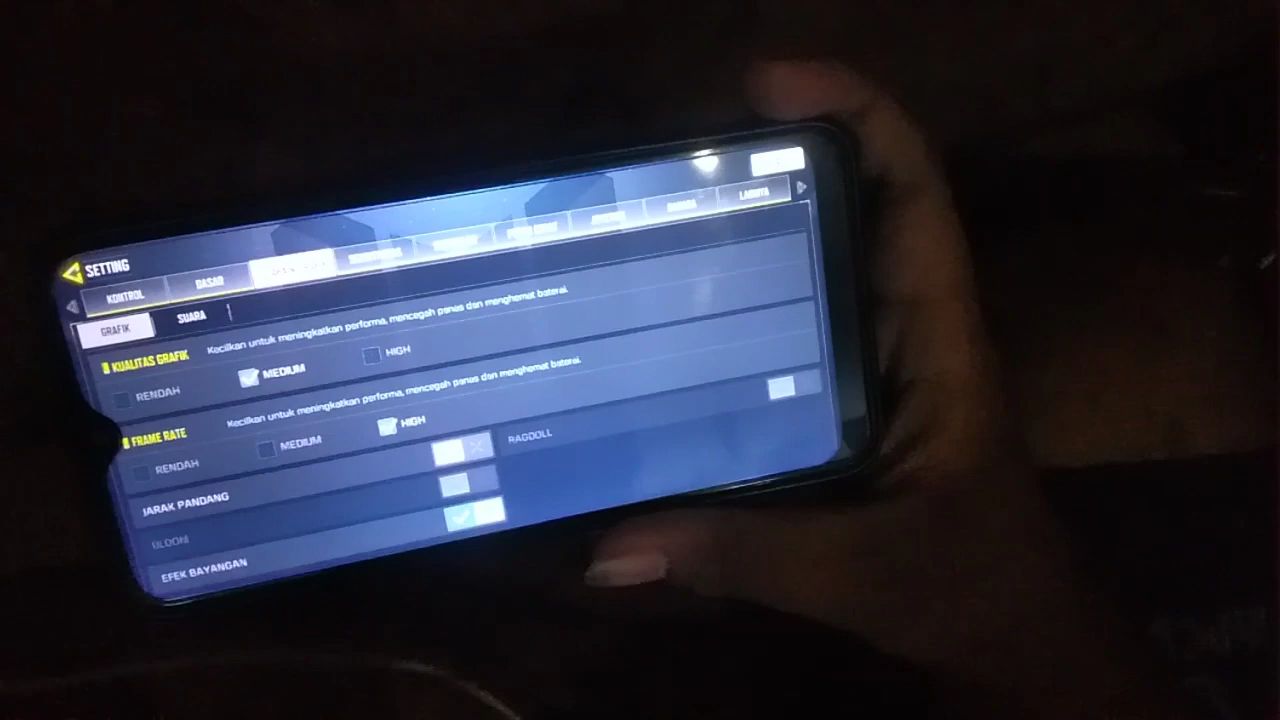 SETTING
KONTROL DASAR LAINNYA
GRAFIK SUARA
KUALITAS GRAFIK Kecilkan untuk meningkatkan performa, mencegah panas dan menghemat baterai.
RENDAH MEDIUM HIGH
FRAME RATE Kecilkan untuk meningkatkan performa, mencegah panas dan menghemat baterai.
RENDAH MEDIUM HIGH
JARAK PANDANG RAGDOLL
BLOOM
EFEK BAYANGAN